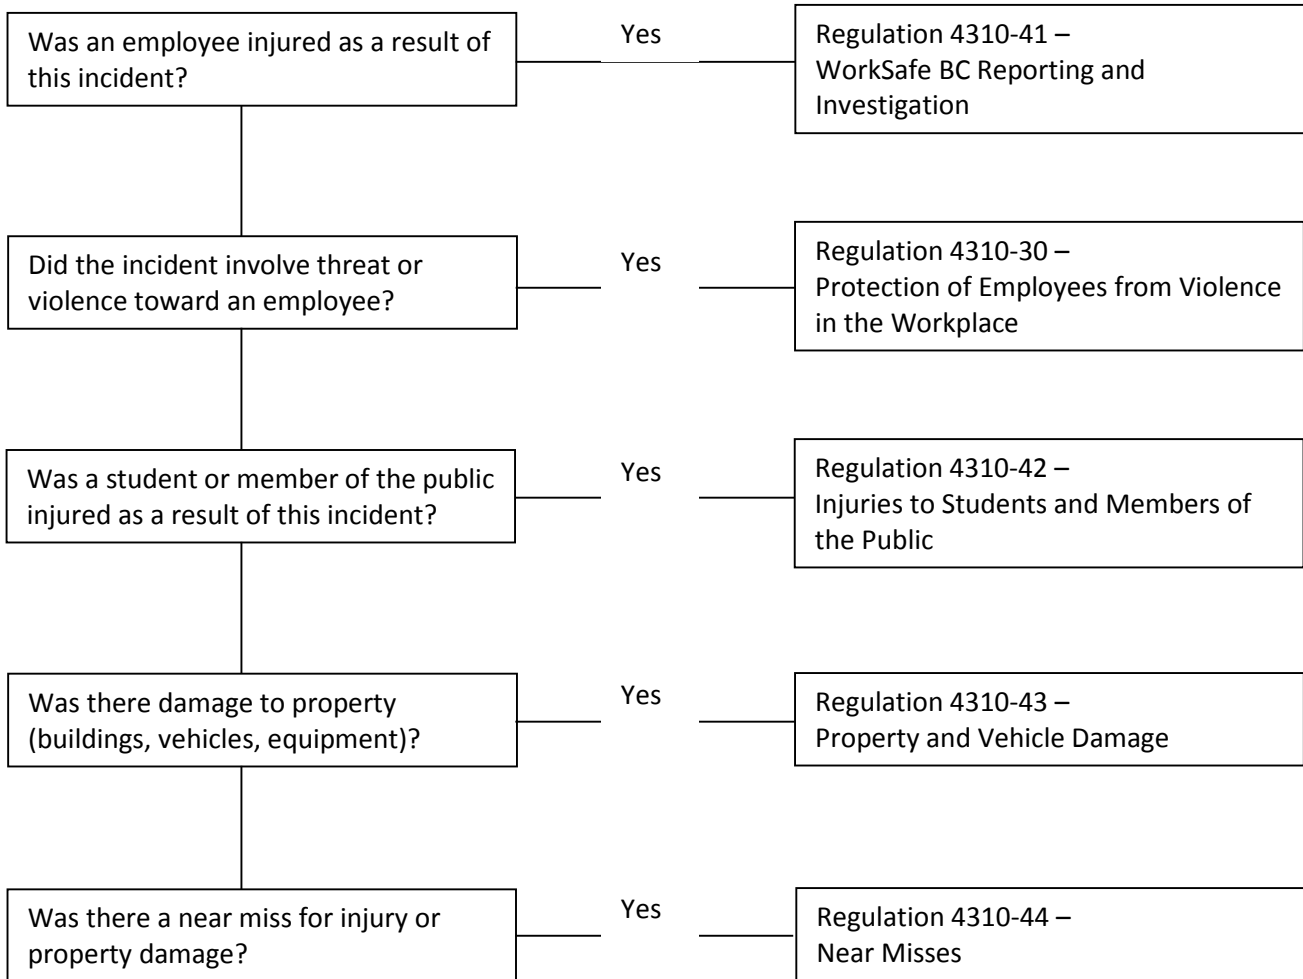 Was an employee injured as a result of
this incident?
Yes
Regulation 4310-41 –
WorkSafe BC Reporting and
Investigation
Did the incident involve threat or
violence toward an employee?
Yes
Regulation 4310-30 –
Protection of Employees from Violence
in the Workplace
Was a student or member of the public
injured as a result of this incident?
Yes
Regulation 4310-42 –
Injuries to Students and Members of
the Public
Was there damage to property
(buildings, vehicles, equipment)?
Yes
Regulation 4310-43 –
Property and Vehicle Damage
Was there a near miss for injury or
property damage?
Yes
Regulation 4310-44 –
Near Misses